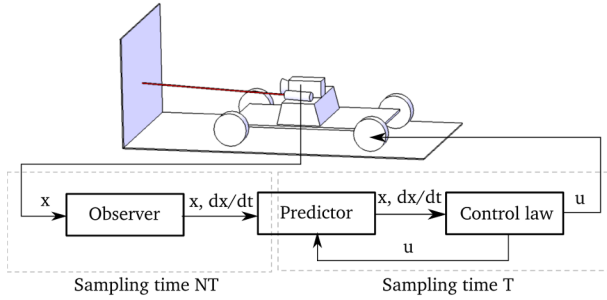 x
Observer
x, dx/dt
Predictor
x, dx/dt
Control law
u
u
Sampling time NT
Sampling time T